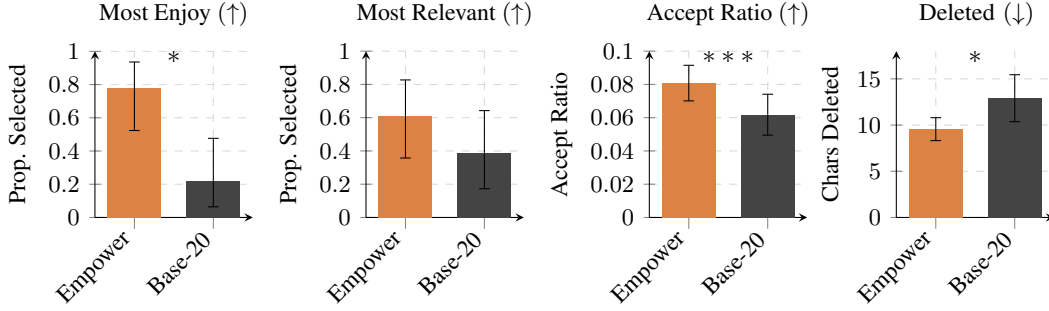 Most Enjoy (↑)
Prop. Selected
1
0.8
0.6
0.4
0.2
0
*
Empower
Base-20
Most Relevant (↑)
Prop. Selected
1
0.8
0.6
0.4
0.2
0
Empower
Base-20
Accept Ratio (↑)
Accept Ratio
0.1
0.08
0.06
0.04
0.02
0
* * *
Empower
Base-20
Deleted (↓)
Chars Deleted
15
10
5
0
*
Empower
Base-20